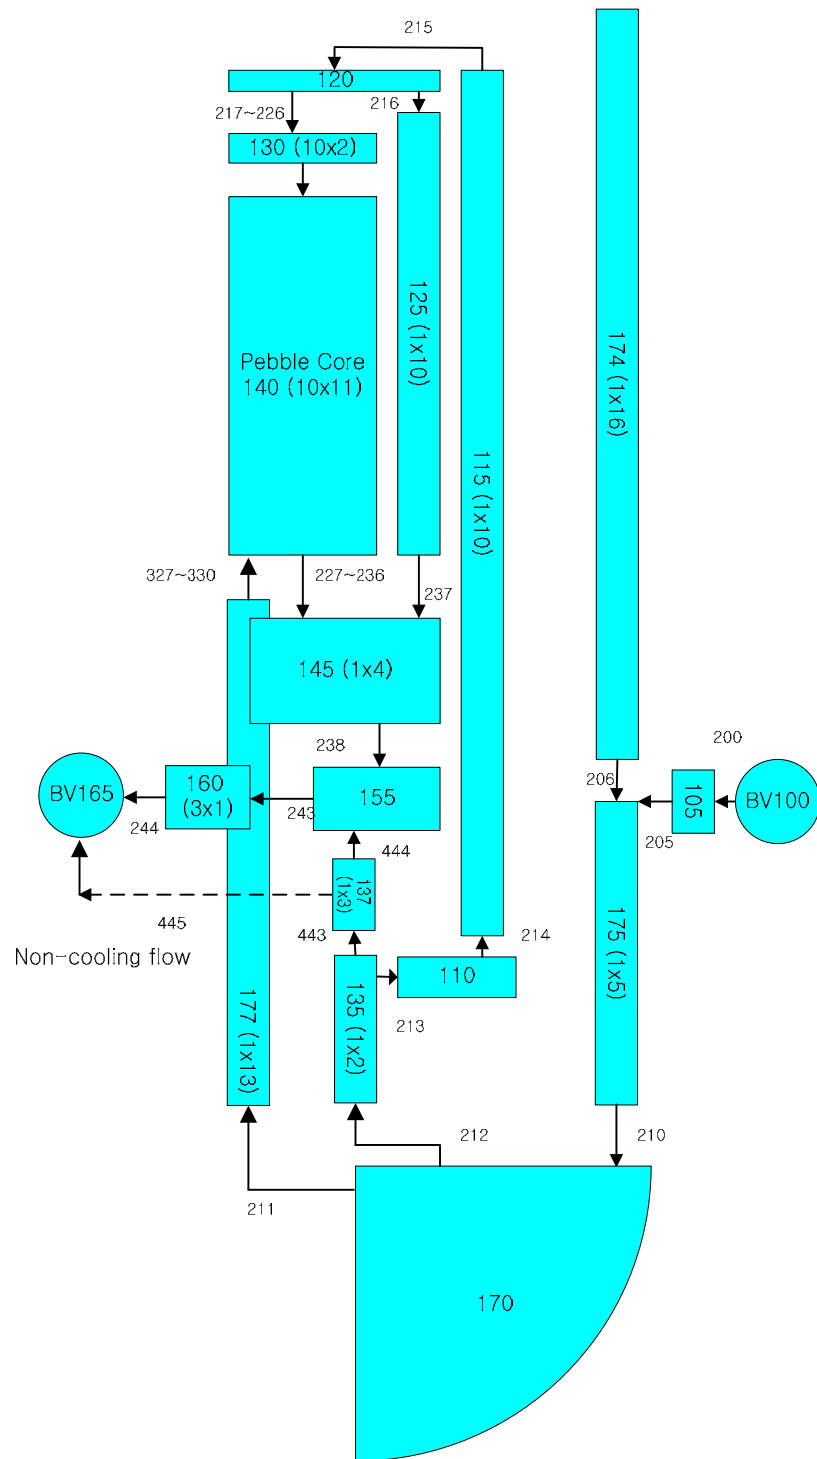 215
120
217~226
216
130 (10x2)
125 (1x10)
174 (1x16)
Pebble Core
140 (10x11)
115 (1x10)
327~330
227~236
237
145 (1x4)
238
200
206
BV165
160
(3x1)
155
105
BV100
244
243
205
444
137
(1x3)
445
443
214
175 (1x5)
Non-cooling flow
110
135 (1x2)
177 (1x13)
213
212
210
211
170